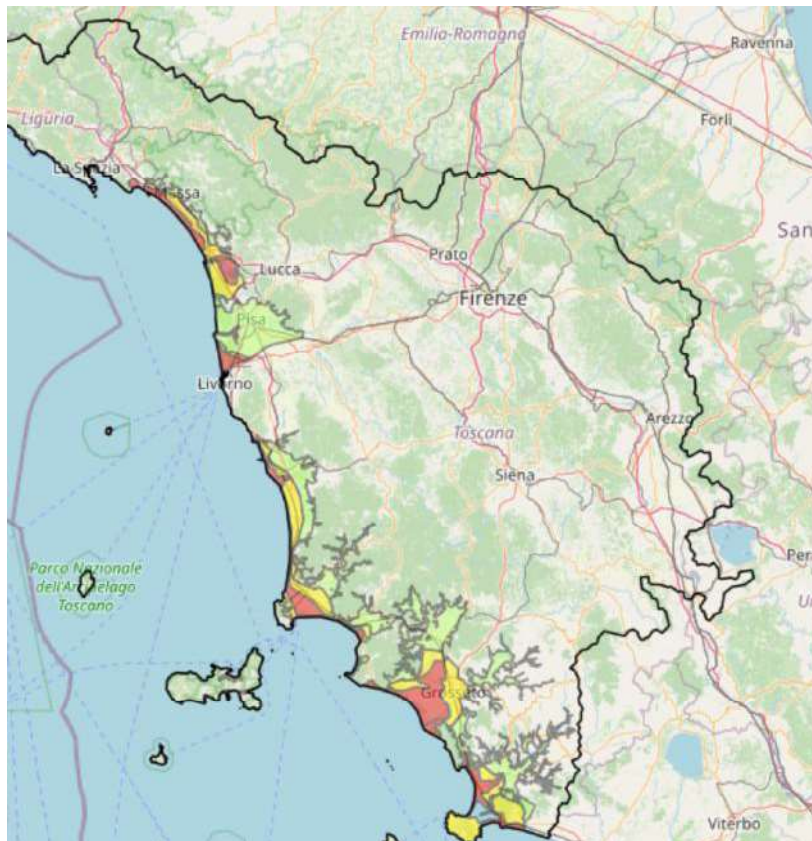 Emilia-Romagna
Ravenna
Liguria
Forlì
La Spezia
Massa
San
Lucca
Prato
Firenze
Pisa
Livorno
Arezzo
Toscana
Siena
Per
Parco Nazionale
dell'Arcipelago
Toscano
Grosseto
Viterbo